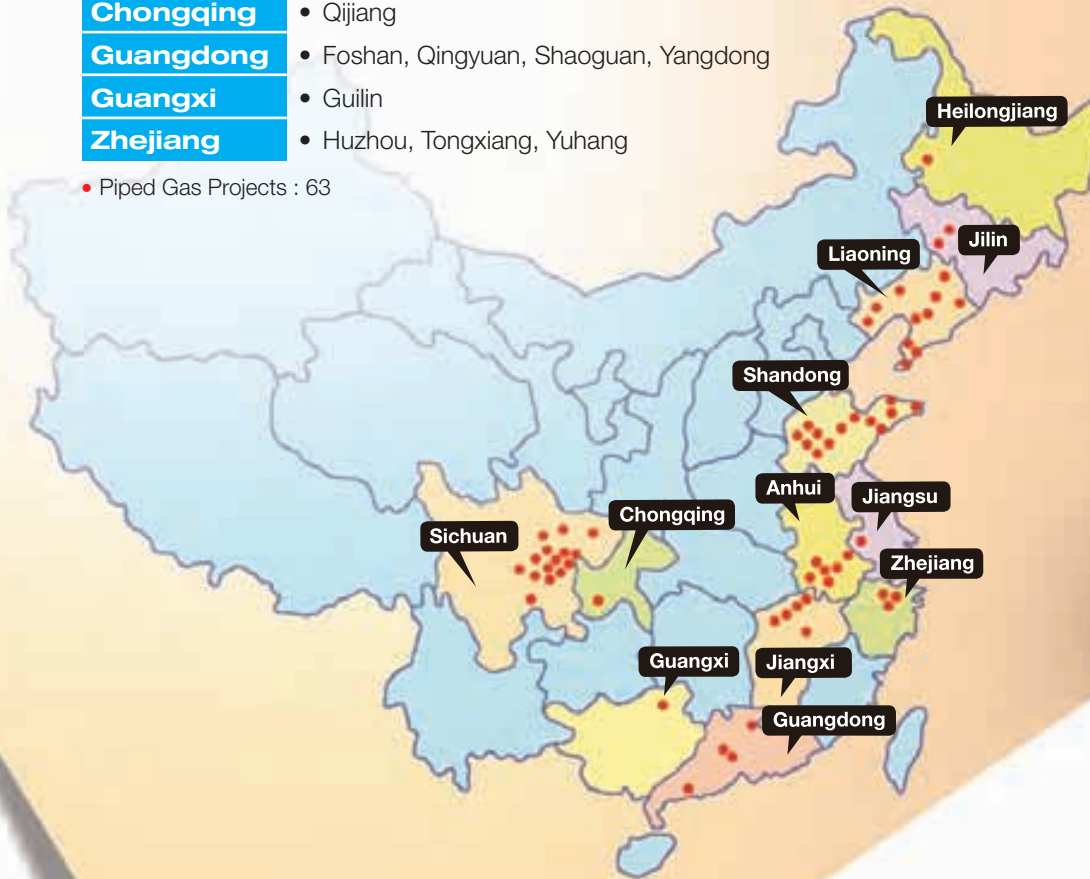 Chongqing • Qijiang
Guangdong • Foshan, Qingyuan, Shaoguan, Yangdong
Guangxi • Guilin
Zhejiang • Huzhou, Tongxiang, Yuhang
• Piped Gas Projects : 63
Heilongjiang
Jilin
Liaoning
Shandong
Anhui
Jiangsu
Chongqing
Sichuan
Zhejiang
Guangxi
Jiangxi
Guangdong